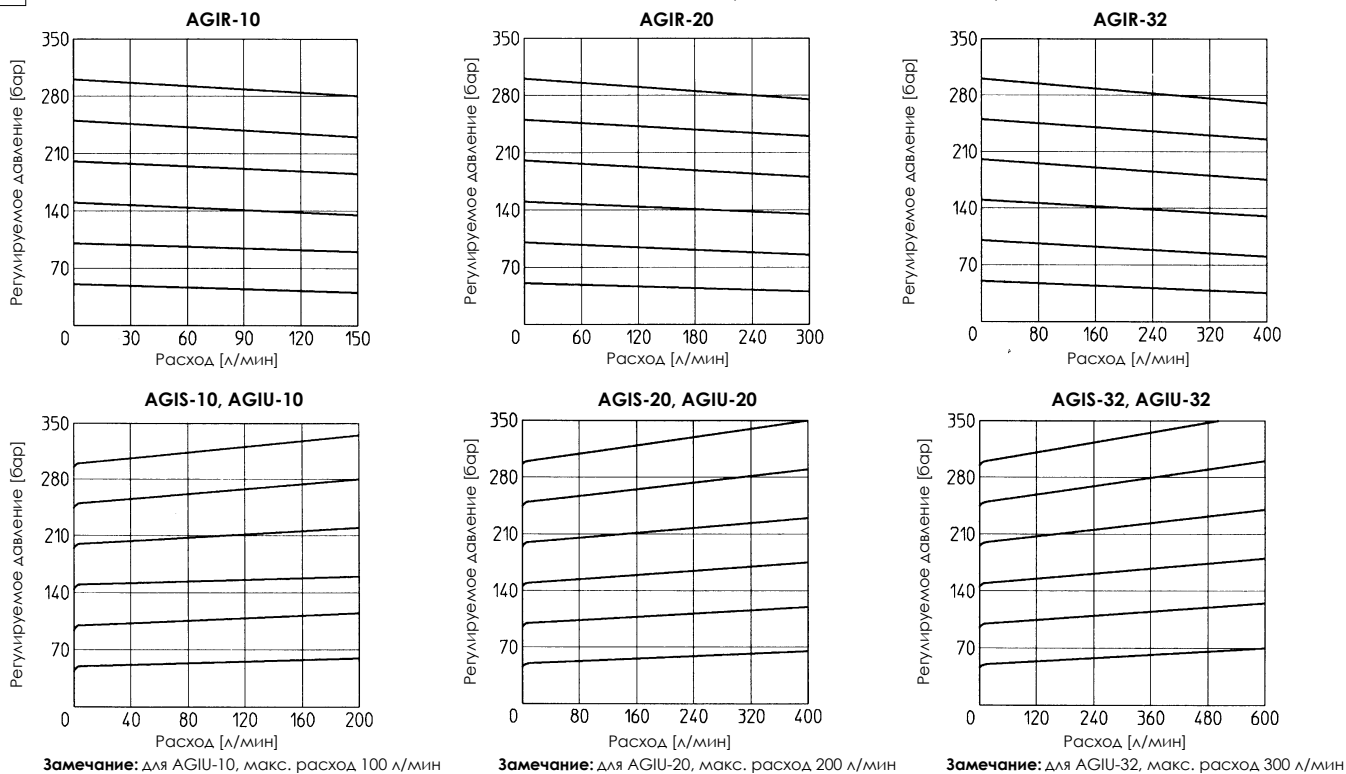 AGIR-10
350
280
210
140
70
0 30 60 90 120 150
Регулируемое давление [бар]
Расход [л/мин]
AGIR-20
350
280
210
140
70
0 60 120 180 240 300
Регулируемое давление [бар]
Расход [л/мин]
AGIR-32
350
280
210
140
70
0 80 160 240 320 400
Регулируемое давление [бар]
Расход [л/мин]
AGIS-10, AGIU-10
350
280
210
140
70
0 40 80 120 160 200
Регулируемое давление [бар]
Расход [л/мин]
Замечание: для AGIU-10, макс. расход 100 л/мин
AGIS-20, AGIU-20
350
280
210
140
70
0 80 160 240 320 400
Регулируемое давление [бар]
Расход [л/мин]
Замечание: для AGIU-20, макс. расход 200 л/мин
AGIS-32, AGIU-32
350
280
210
140
70
0 120 240 360 480 600
Регулируемое давление [бар]
Расход [л/мин]
Замечание: для AGIU-32, макс. расход 300 л/мин